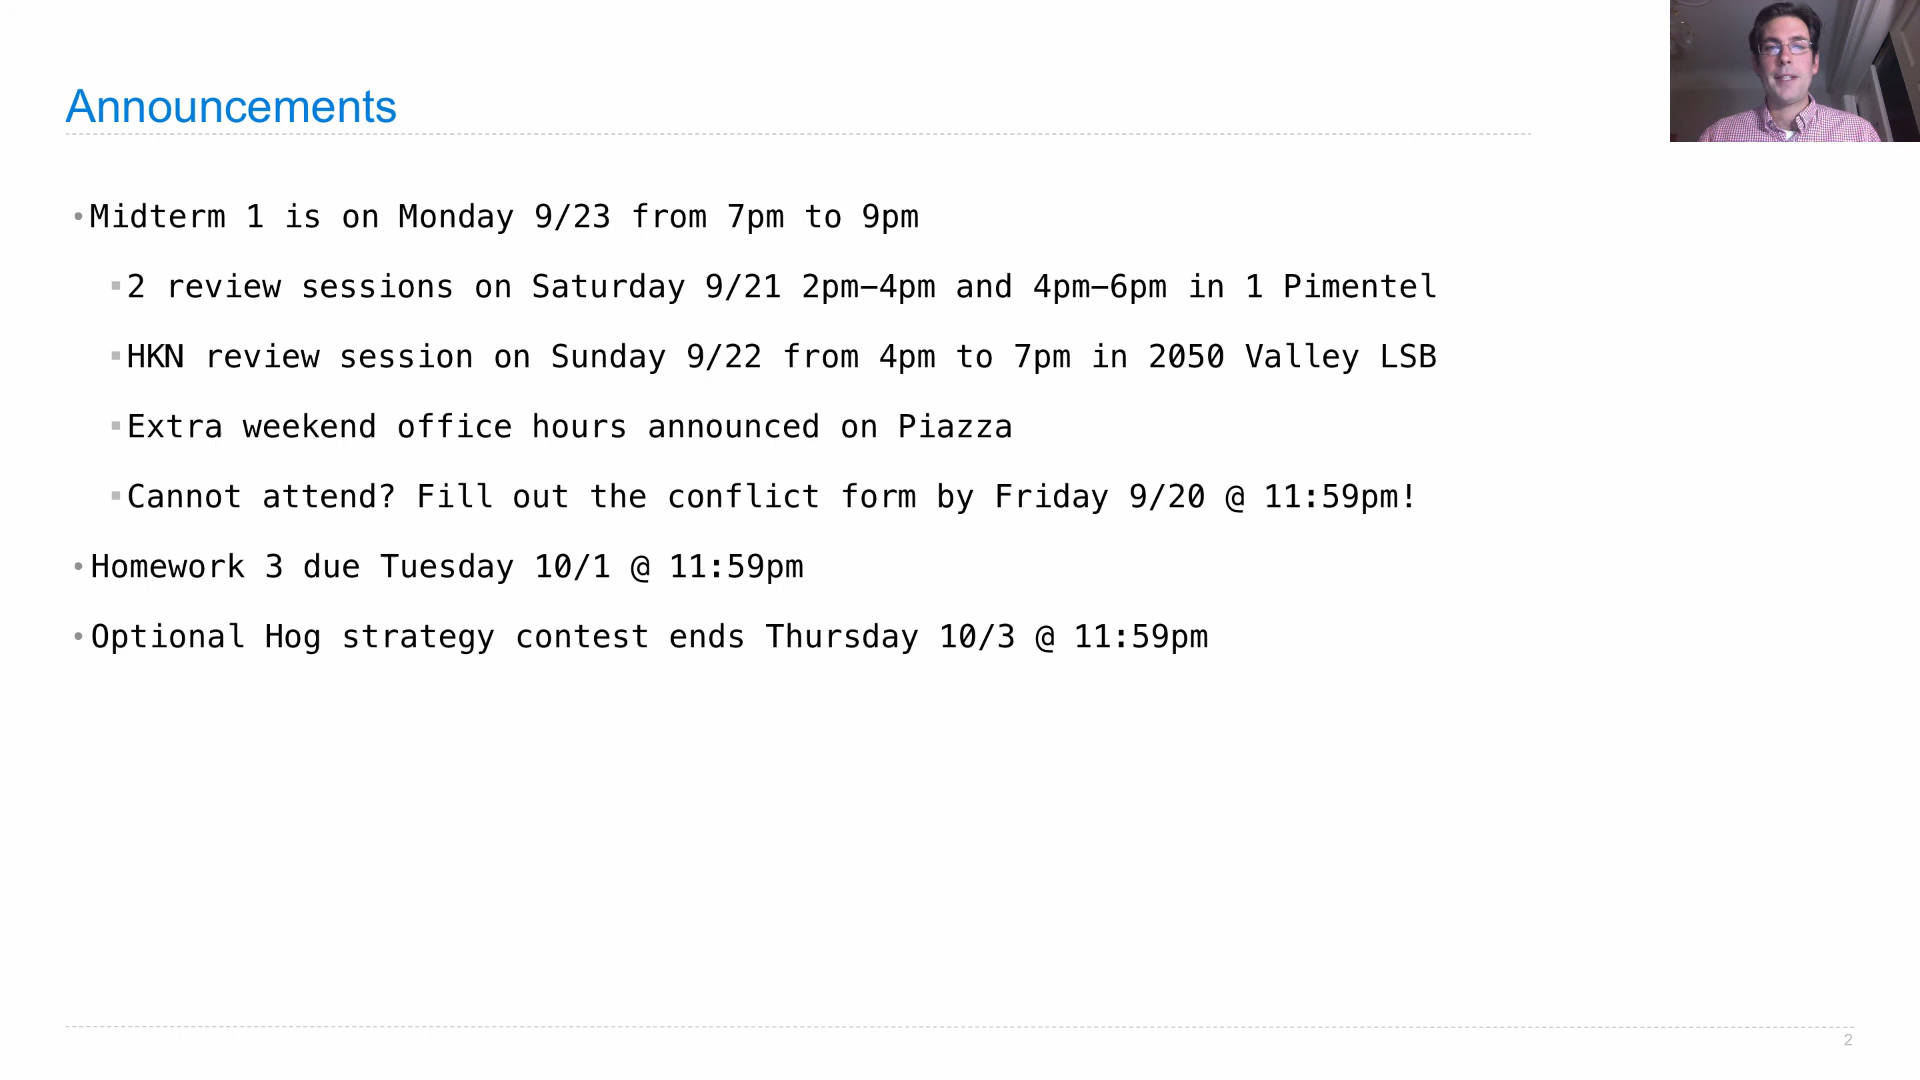 Announcements
•Midterm 1 is on Monday 9/23 from 7pm to 9pm
▪2 review sessions on Saturday 9/21 2pm–4pm and 4pm–6pm in 1 Pimentel
▪HKN review session on Sunday 9/22 from 4pm to 7pm in 2050 Valley LSB
▪Extra weekend office hours announced on Piazza
▪Cannot attend? Fill out the conflict form by Friday 9/20 @ 11:59pm!
•Homework 3 due Tuesday 10/1 @ 11:59pm
•Optional Hog strategy contest ends Thursday 10/3 @ 11:59pm
2